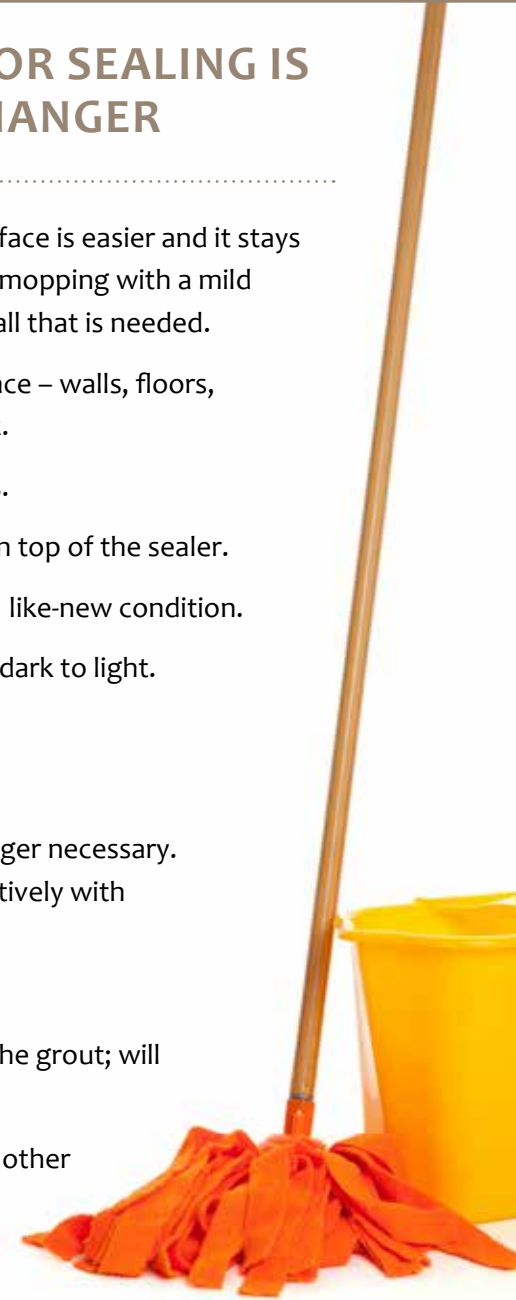 OR SEALING IS
HANGER
face is easier and it stays
mopping with a mild
all that is needed.
ce – walls, floors,
.
.
n top of the sealer.
like-new condition.
dark to light.
ger necessary.
tively with
he grout; will
other